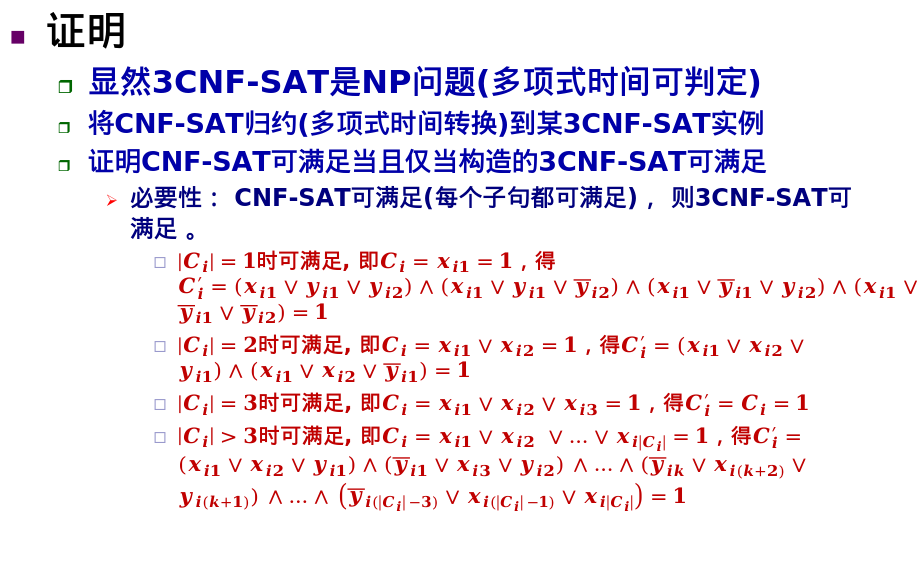 ■ 证明
❒ 显然3CNF-SAT是NP问题(多项式时间可判定)
❒ 将CNF-SAT归约(多项式时间转换)到某3CNF-SAT实例
❒ 证明CNF-SAT可满足当且仅当构造的3CNF-SAT可满足
➢ 必要性: CNF-SAT可满足(每个子句都可满足), 则3CNF-SAT可
满足。
□ |C_i| = 1时可满足, 即C_i = x_{i1} = 1, 得
C_i′ = (x_{i1} ∨ y_{i1} ∨ y_{i2}) ∧ (x_{i1} ∨ y_{i1} ∨ y̅_{i2}) ∧ (x_{i1} ∨ y̅_{i1} ∨ y_{i2}) ∧ (x_{i1} ∨
y̅_{i1} ∨ y̅_{i2}) = 1
□ |C_i| = 2时可满足, 即C_i = x_{i1} ∨ x_{i2} = 1, 得C_i′ = (x_{i1} ∨ x_{i2} ∨
y_{i1}) ∧ (x_{i1} ∨ x_{i2} ∨ y̅_{i1}) = 1
□ |C_i| = 3时可满足, 即C_i = x_{i1} ∨ x_{i2} ∨ x_{i3} = 1, 得C_i′ = C_i = 1
□ |C_i| > 3时可满足, 即C_i = x_{i1} ∨ x_{i2} ∨ … ∨ x_{i|C_i|} = 1, 得C_i′ =
(x_{i1} ∨ x_{i2} ∨ y_{i1}) ∧ (y̅_{i1} ∨ x_{i3} ∨ y_{i2}) ∧ … ∧ (y̅_{ik} ∨ x_{i(k+2)} ∨
y_{i(k+1)}) ∧ … ∧ (y̅_{i(|C_i|−3)} ∨ x_{i(|C_i|−1)} ∨ x_{i|C_i|}) = 1